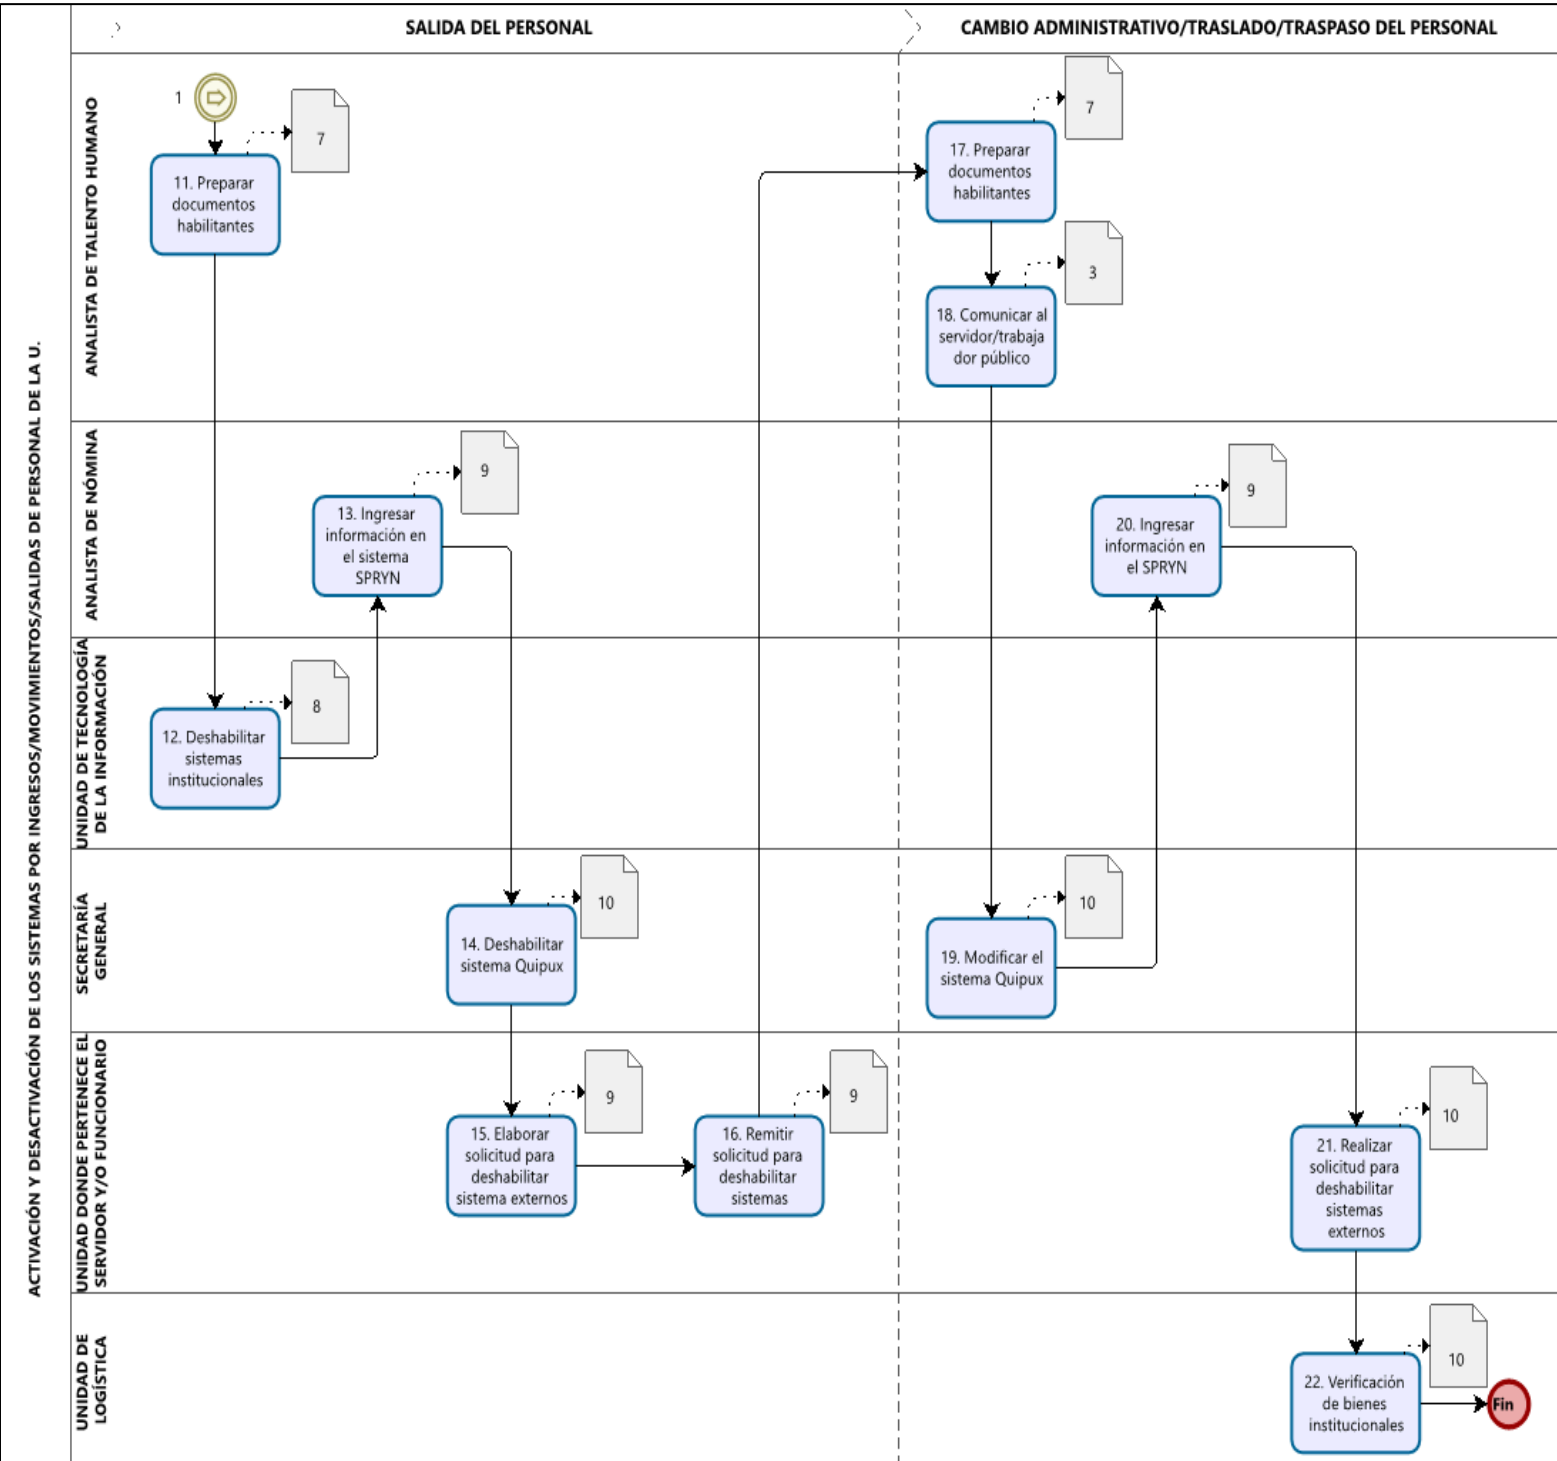 SALIDA DEL PERSONAL
CAMBIO ADMINISTRATIVO/TRASLADO/TRASPASO DEL PERSONAL
ACTIVACIÓN Y DESACTIVACIÓN DE LOS SISTEMAS POR INGRESOS/MOVIMIENTOS/SALIDAS DE PERSONAL DE LA U.
ANALISTA DE TALENTO HUMANO
1
7
11. Preparar
documentos
habilitantes
7
17. Preparar
documentos
habilitantes
3
18. Comunicar al
servidor/trabaja
dor público
ANALISTA DE NÓMINA
9
13. Ingresar
información en
el sistema
SPRYN
9
20. Ingresar
información en
el SPRYN
UNIDAD DE TECNOLOGÍA
DE LA INFORMACIÓN
8
12. Deshabilitar
sistemas
institucionales
SECRETARÍA
GENERAL
10
14. Deshabilitar
sistema Quipux
10
19. Modificar el
sistema Quipux
UNIDAD DONDE PERTENECE EL
SERVIDOR Y/O FUNCIONARIO
9
15. Elaborar
solicitud para
deshabilitar
sistema externos
9
16. Remitir
solicitud para
deshabilitar
sistemas
10
21. Realizar
solicitud para
deshabilitar
sistemas
externos
UNIDAD DE
LOGÍSTICA
10
22. Verificación
de bienes
institucionales
Fin